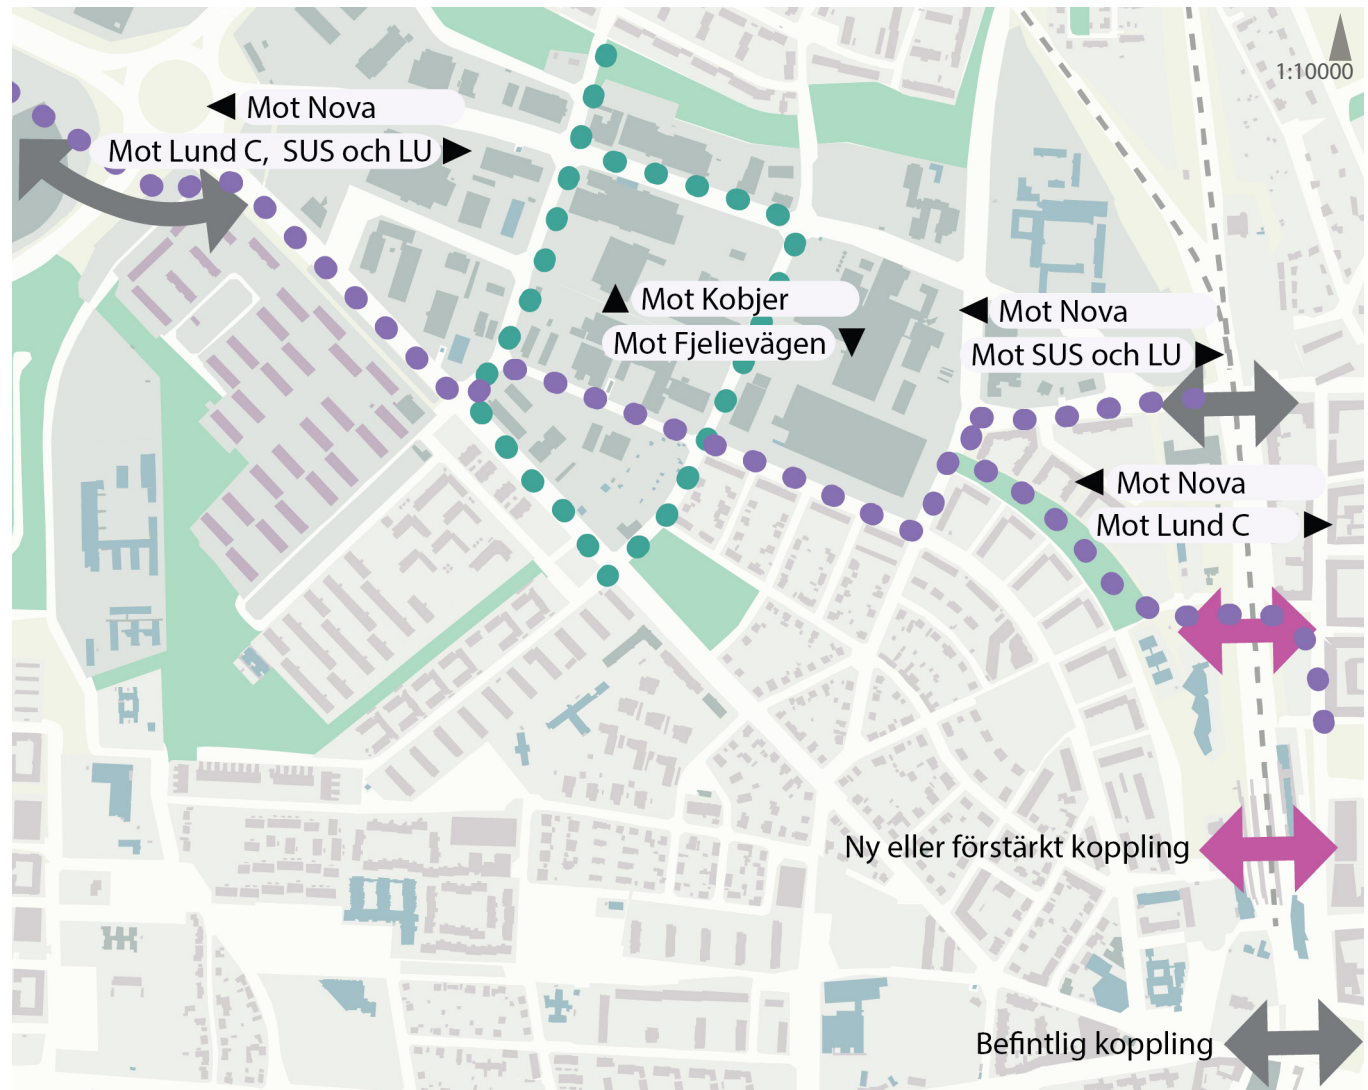 1:10000
Mot Nova
Mot Lund C, SUS och LU
Mot Kobjer
Mot Fjelievägen
Mot Nova
Mot SUS och LU
Mot Nova
Mot Lund C
Ny eller förstärkt koppling
Befintlig koppling